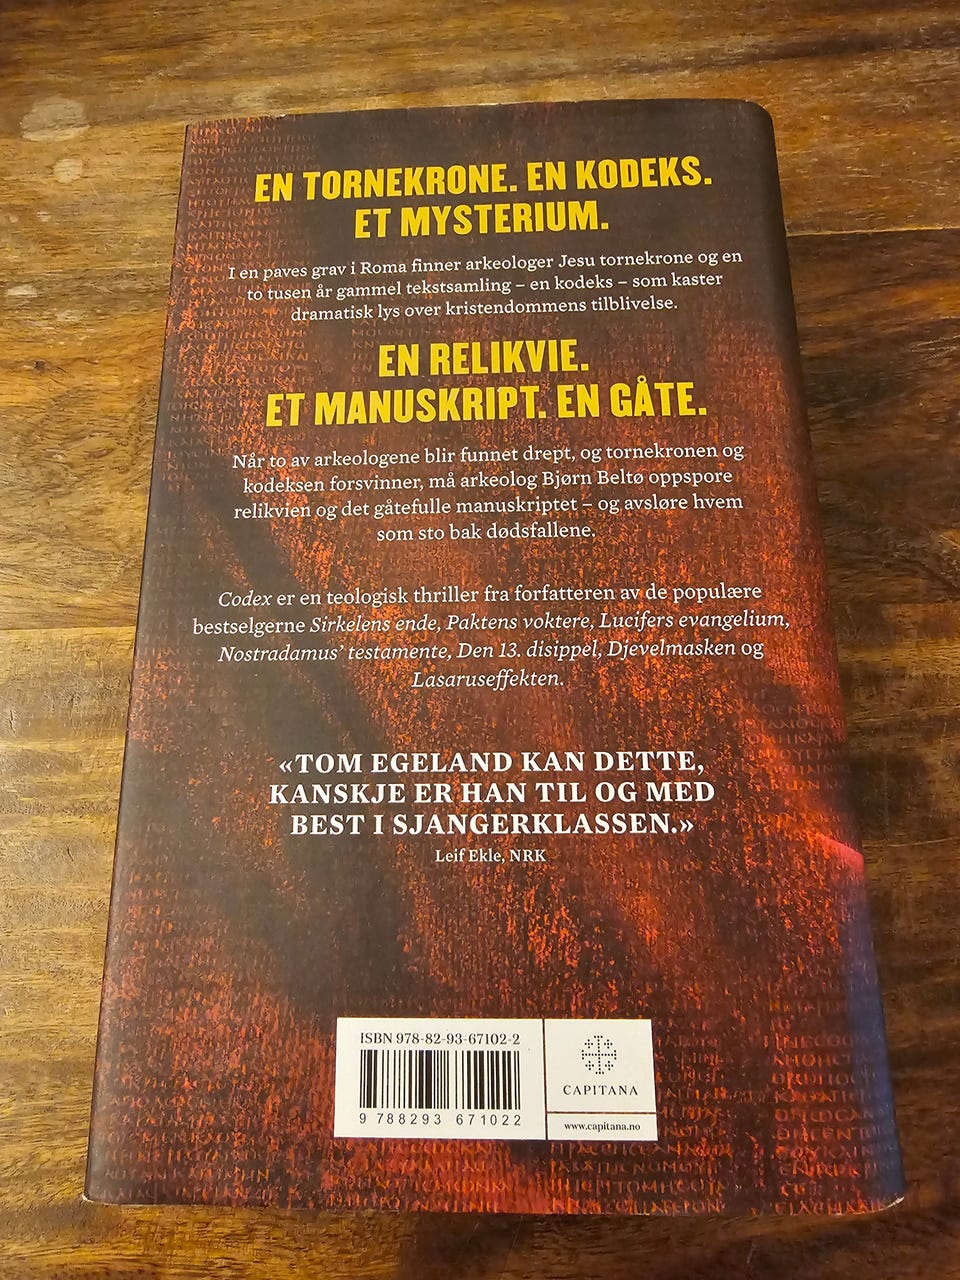 EN TORNEKRONE. EN KODEKS.
ET MYSTERIUM.
I en paves grav i Roma finner arkeologer Jesu tornekrone og en
to tusen år gammel tekstsamling – en kodeks – som kaster
dramatisk lys over kristendommens tilblivelse.
EN RELIKVIE.
ET MANUSKRIPT. EN GÅTE.
Når to av arkeologene blir funnet drept, og tornekronen og
kodeksen forsvinner, må arkeolog Bjørn Beltø oppspore
relikvien og det gåtefulle manuskriptet – og avsløre hvem
som sto bak dødsfallene.
Codex er en teologisk thriller fra forfatteren av de populære
bestselgerne Sirkelens ende, Paktens voktere, Lucifers evangelium,
Nostradamus’ testamente, Den 13. disippel, Djevelmasken og
Lasaruseffekten.
«TOM EGELAND KAN DETTE,
KANSKJE ER HAN TIL OG MED
BEST I SJANGERKLASSEN.»
Leif Ekle, NRK
ISBN 978-82-93-67102-2
9 788293 671022
CAPITANA
www.capitana.no